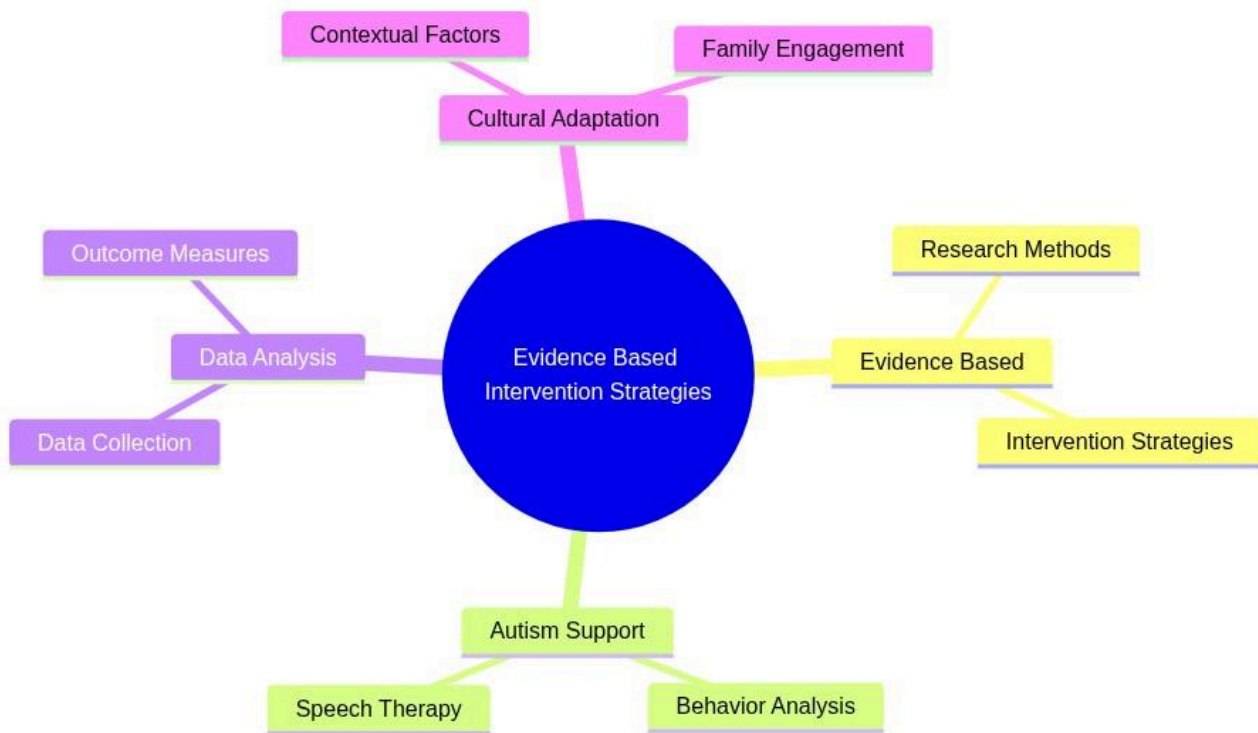 Contextual Factors
Family Engagement
Cultural Adaptation
Outcome Measures
Research Methods
Data Analysis
Evidence Based
Intervention Strategies
Evidence Based
Data Collection
Intervention Strategies
Autism Support
Speech Therapy
Behavior Analysis